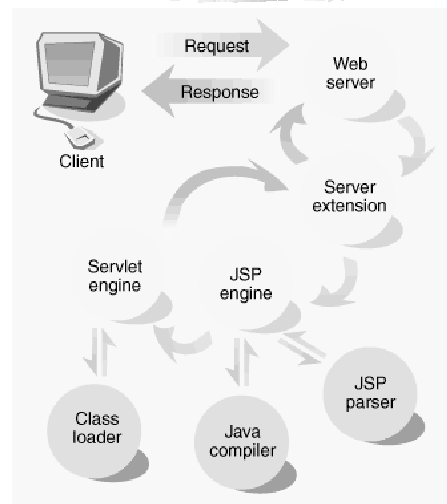 Request
Response
Client
Web
server
Server
extension
Servlet
engine
JSP
engine
JSP
parser
Class
loader
Java
compiler